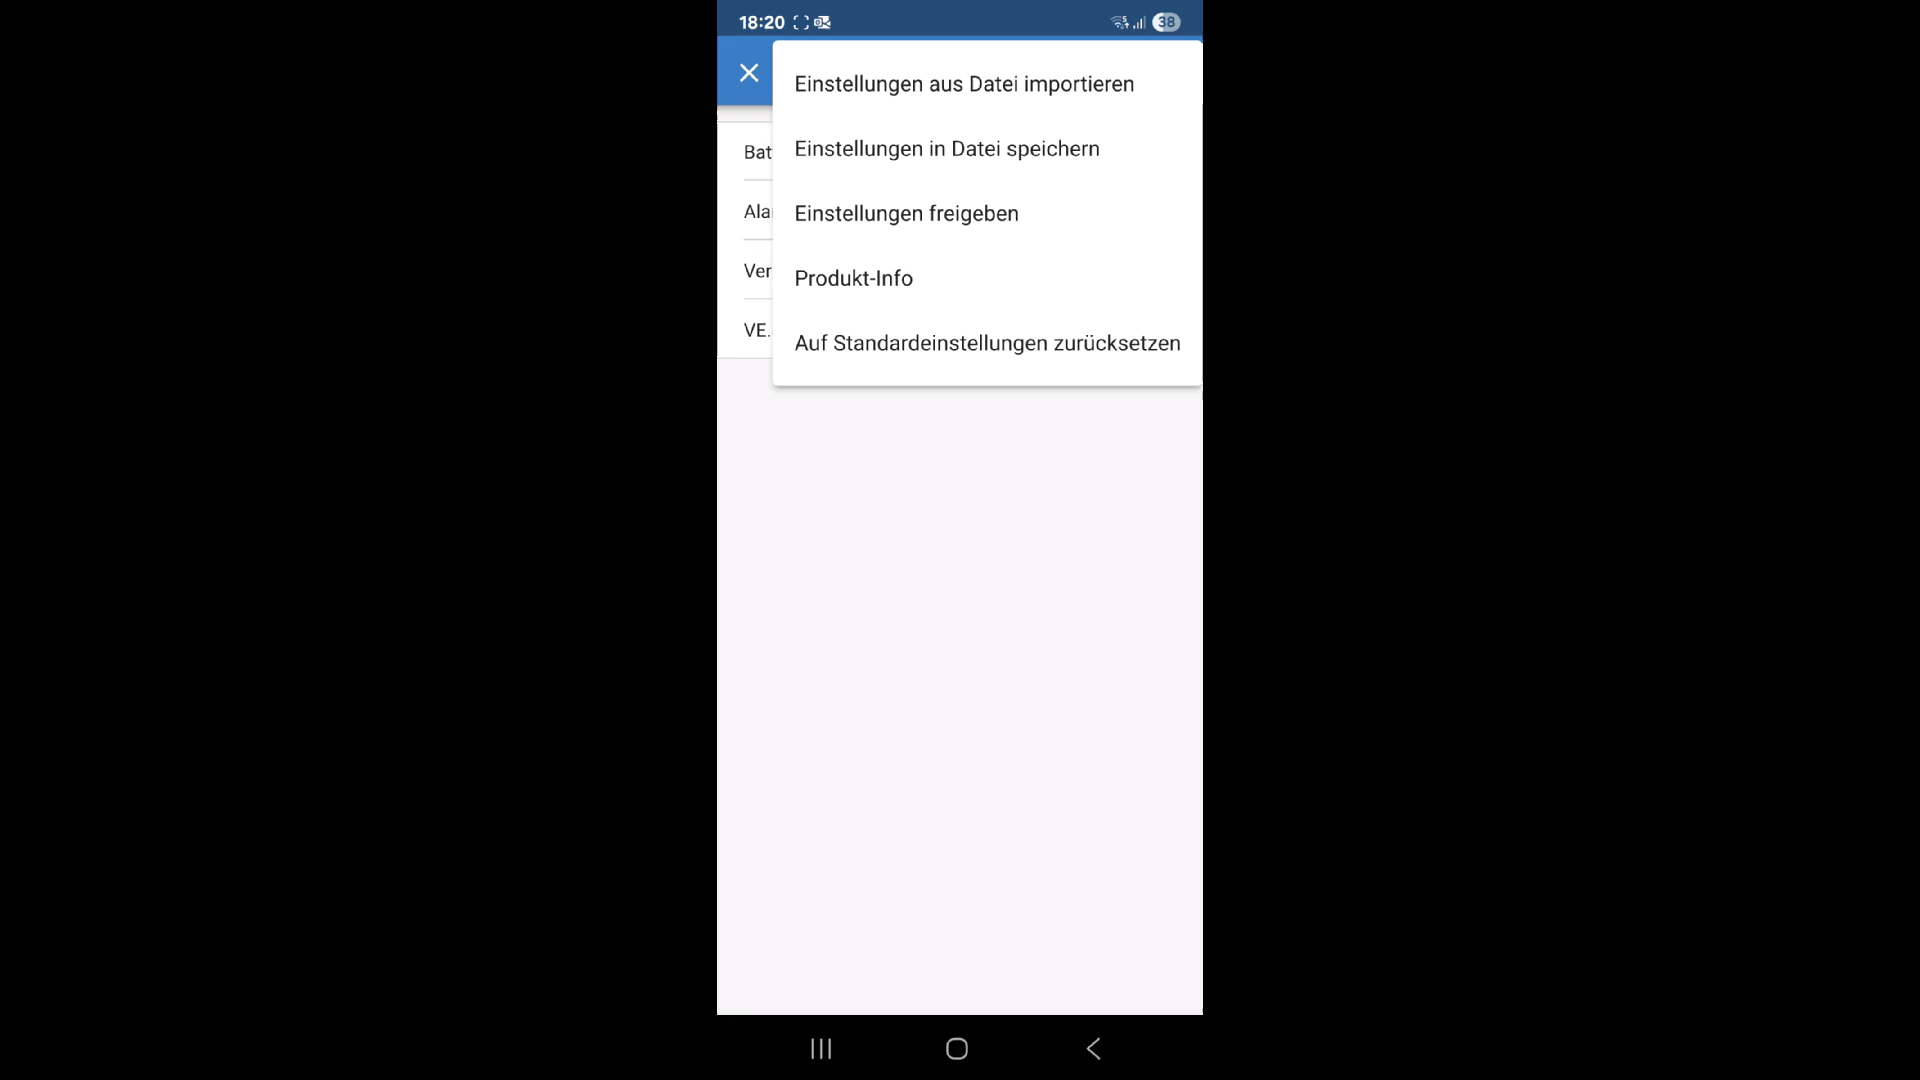 18:20
38
Einstellungen aus Datei importieren
Einstellungen in Datei speichern
Bat
Einstellungen freigeben
Ala
Produkt-Info
Ver
Auf Standardeinstellungen zurücksetzen
VE.